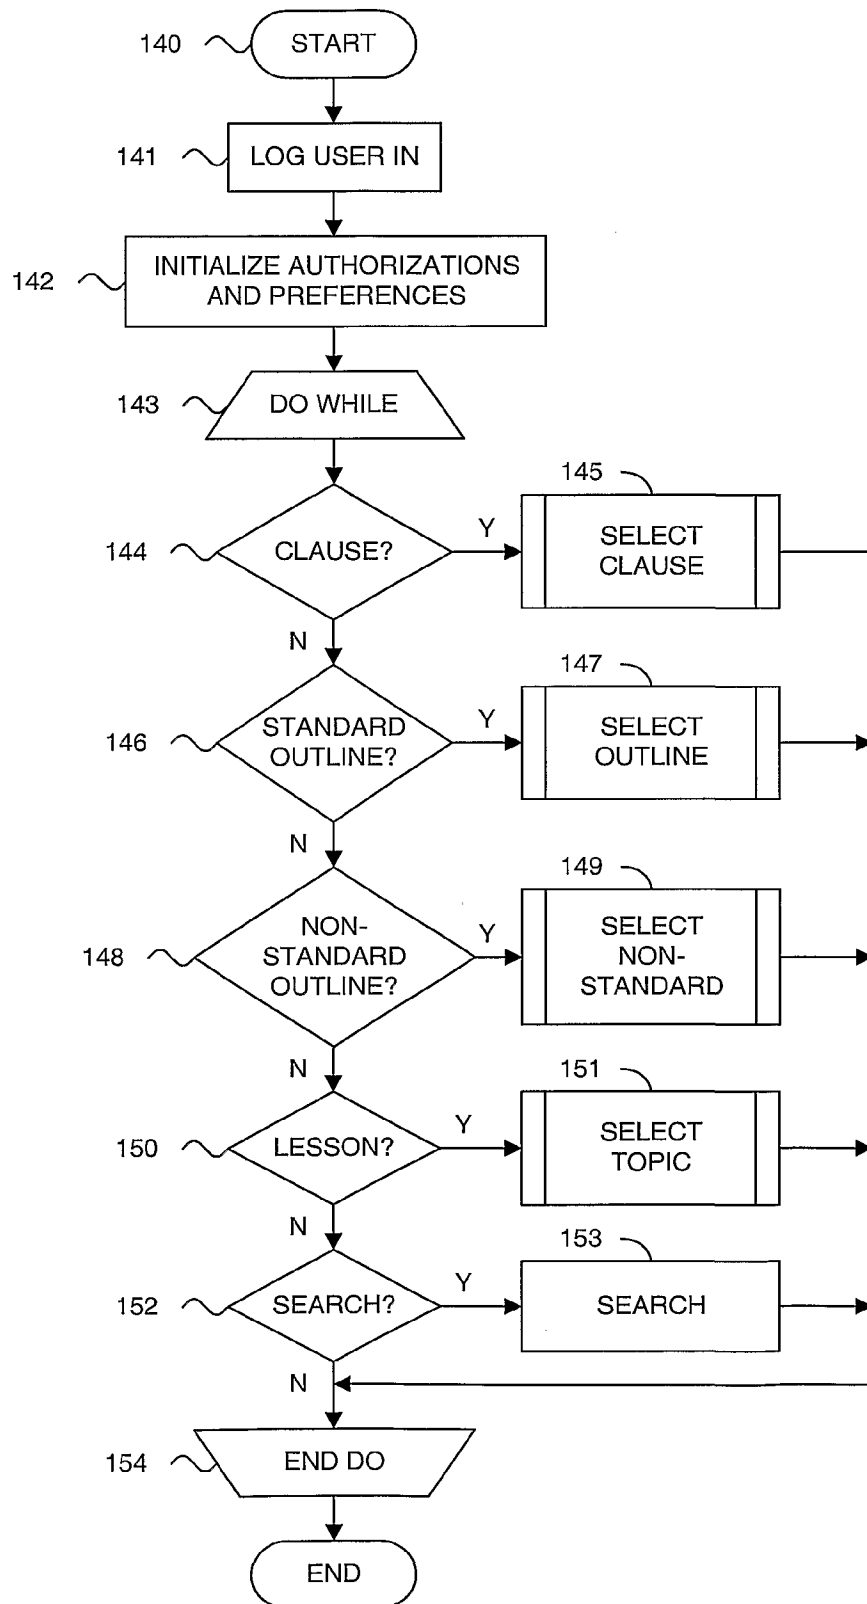 140
START
141
LOG USER IN
142
INITIALIZE AUTHORIZATIONS
AND PREFERENCES
143
DO WHILE
144
CLAUSE?
Y
145
SELECT
CLAUSE
N
146
STANDARD
OUTLINE?
Y
147
SELECT
OUTLINE
N
148
NON-
STANDARD
OUTLINE?
Y
149
SELECT
NON-
STANDARD
N
150
LESSON?
Y
151
SELECT
TOPIC
N
152
SEARCH?
Y
153
SEARCH
N
154
END DO
END